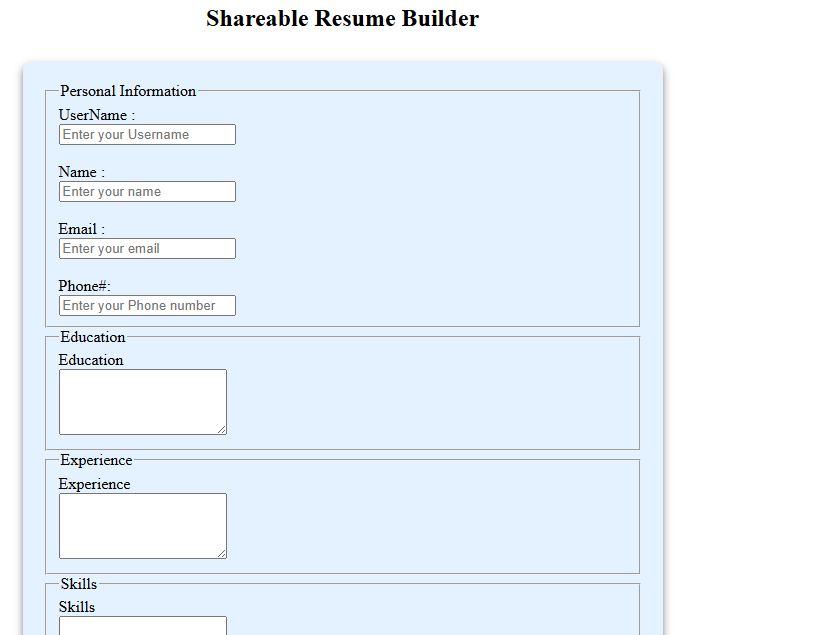 Shareable Resume Builder
Personal Information
UserName :
Enter your Username
Name :
Enter your name
Email :
Enter your email
Phone#:
Enter your Phone number
Education
Education
Experience
Experience
Skills
Skills